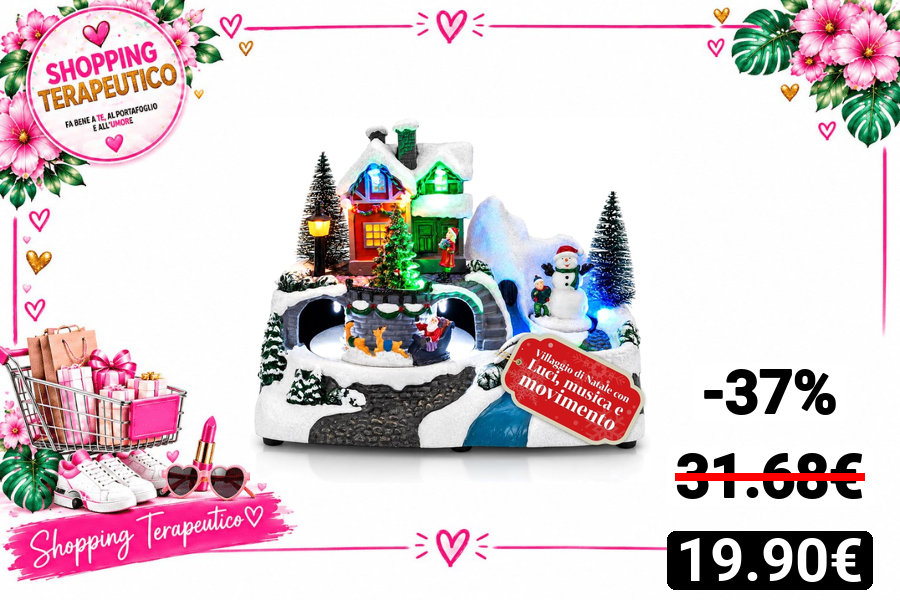 SHOPPING
TERAPEUTICO
FA BENE A TE, AL PORTAFOGLIO
E ALL'UMORE
Villaggio di Natale con
Luci, musica e
movimento
-37%
31.68€
19.90€
Shopping Terapeutico